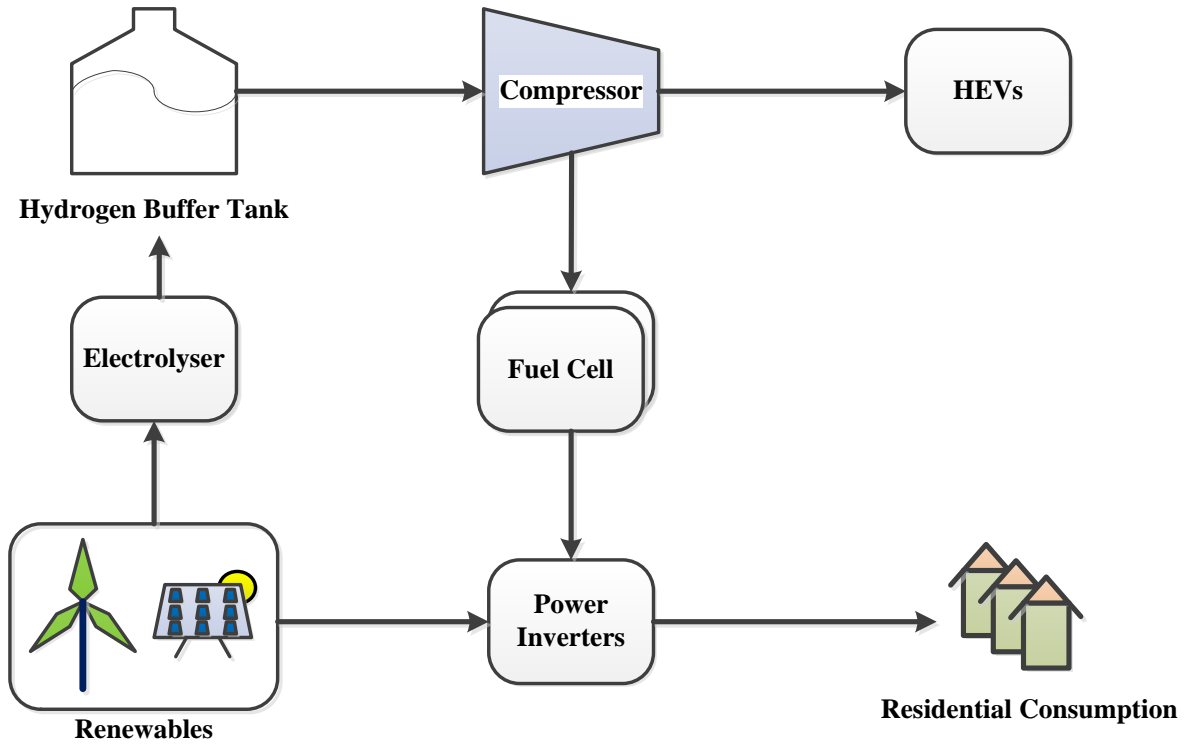 Compressor
HEVs
Hydrogen Buffer Tank
Electrolyser
Fuel Cell
Power
Inverters
Residential Consumption
Renewables